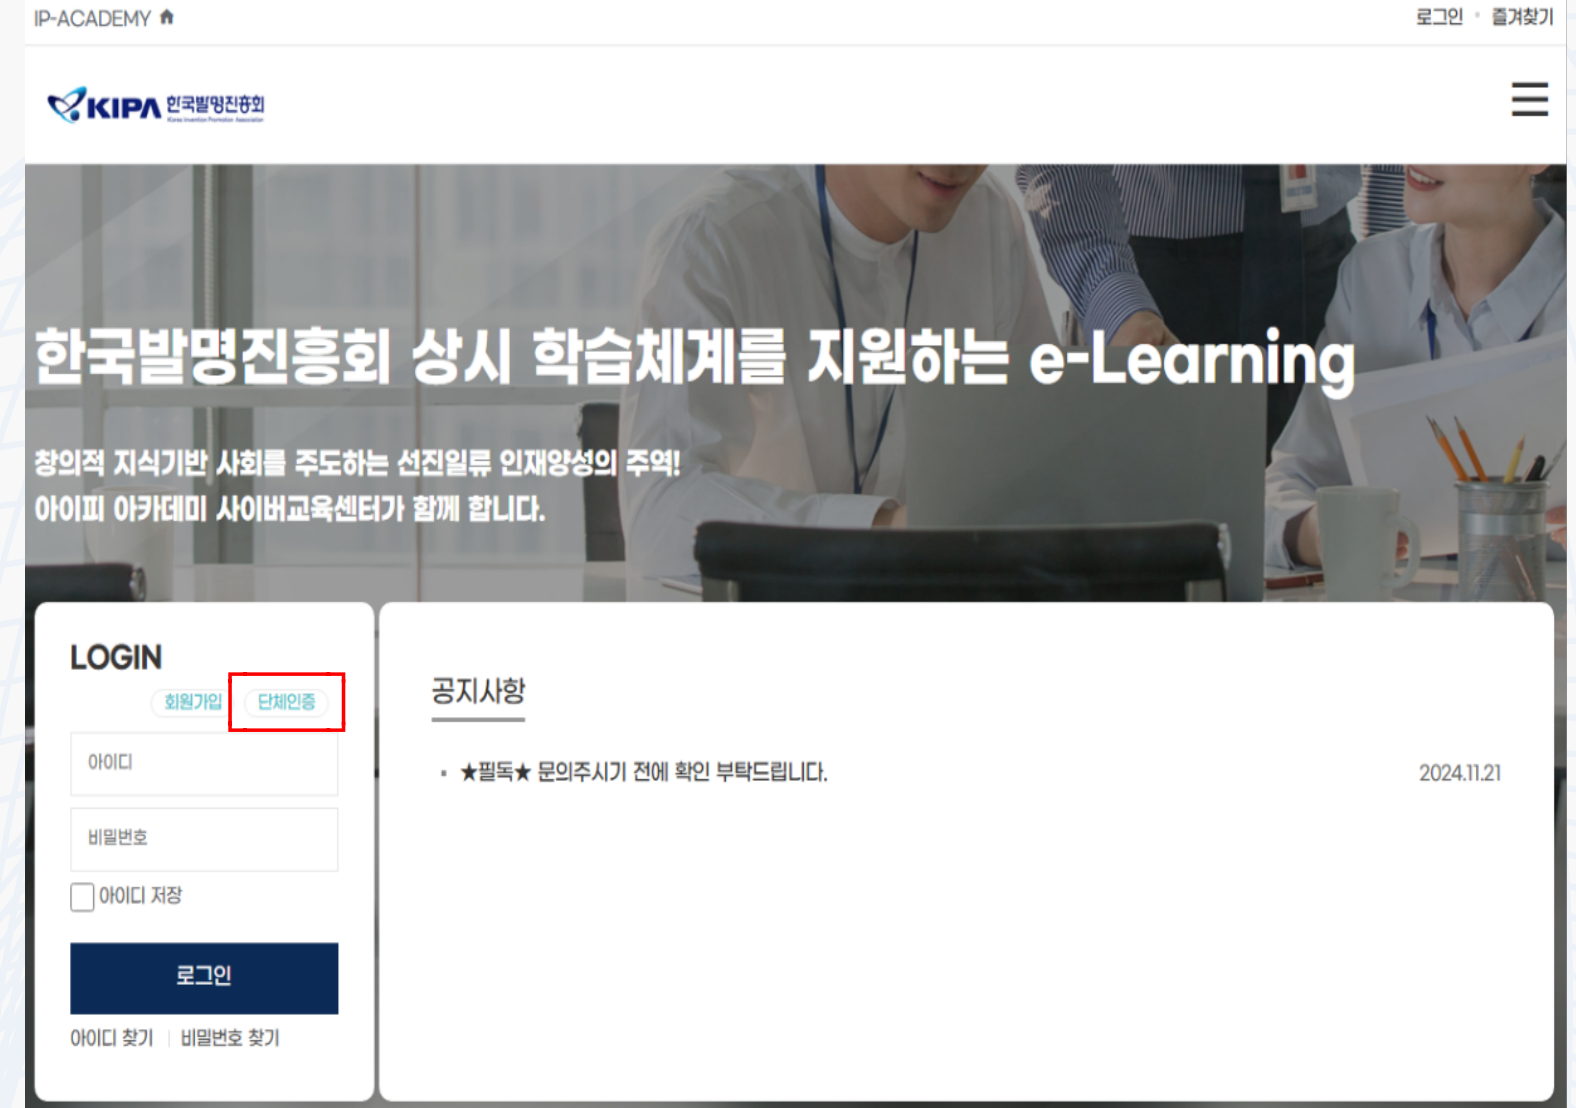 IP-ACADEMY
로그인 • 즐겨찾기
KIPA 한국발명진흥회
Korea Invention Promotion Association
한국발명진흥회 상시 학습체계를 지원하는 e-Learning
창의적 지식기반 사회를 주도하는 선진일류 인재양성의 주역!
아이피 아카데미 사이버교육센터가 함께 합니다.
LOGIN
회원가입 단체인증
아이디
비밀번호
아이디 저장
로그인
아이디 찾기 | 비밀번호 찾기
공지사항
▪ ★필독★ 문의주시기 전에 확인 부탁드립니다. 2024.11.21